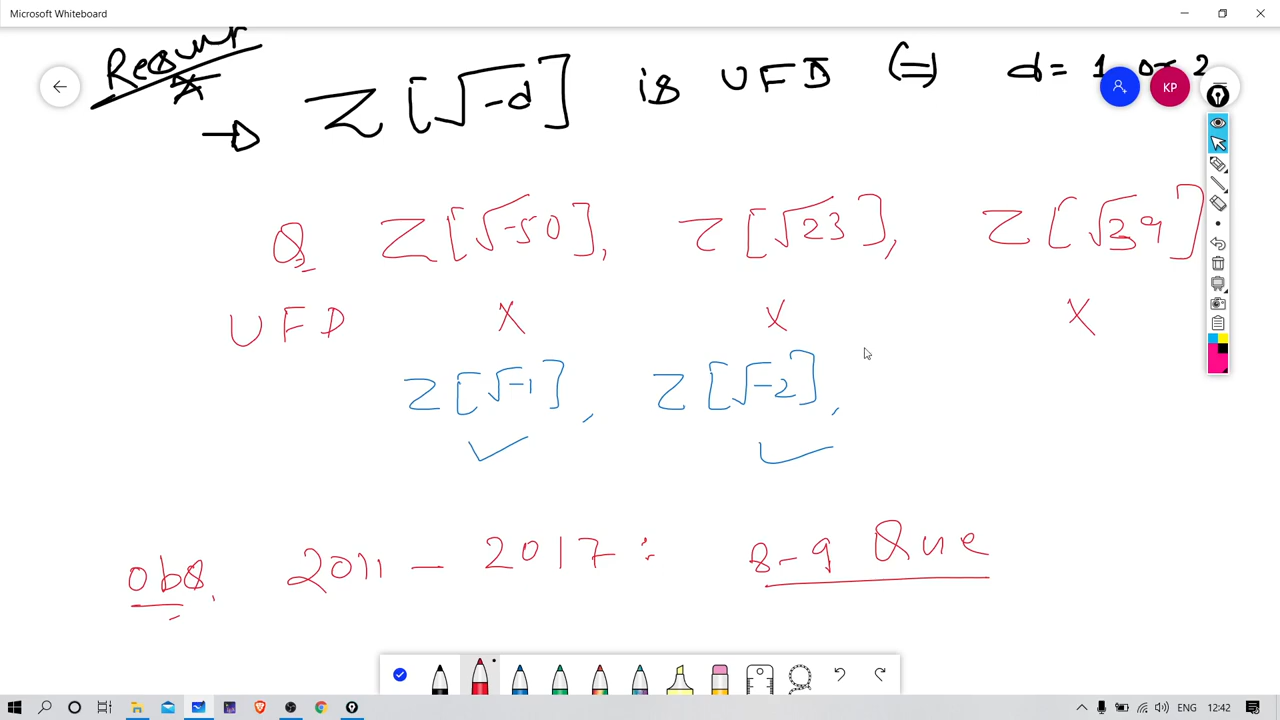 Microsoft Whiteboard
Result
→ Z[√-d] is UFD (=) d= 1 or 2
KP
Q Z[√-50], Z[√23], Z[√39]
UFD X X X
Z[√-1], Z[√-2],
✓ ✓
obs. 2011 - 2017: 8-9 Que
ENG 12:42